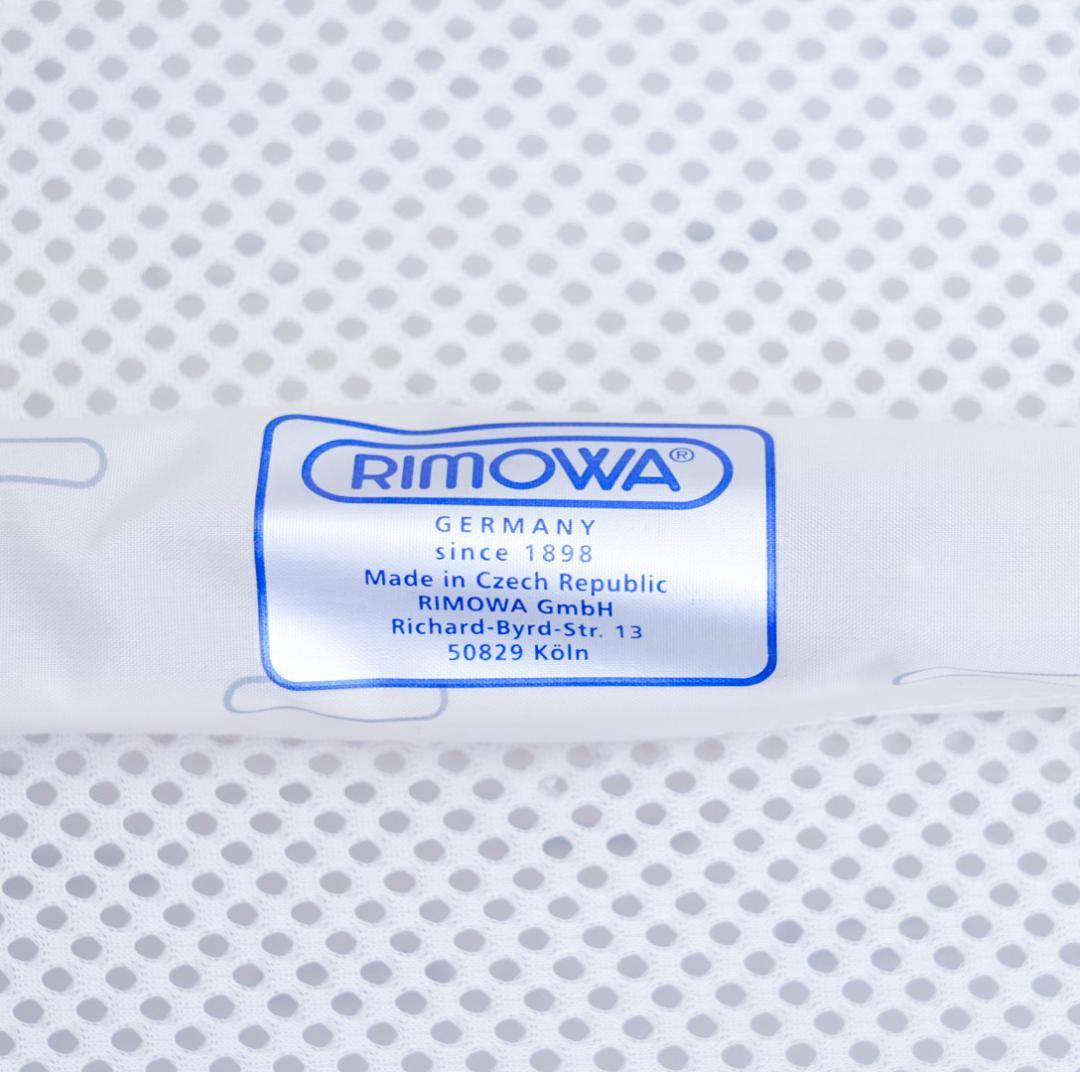 RIMOWA®
GERMANY
since 1898
Made in Czech Republic
RIMOWA GmbH
Richard-Byrd-Str. 13
50829 Köln